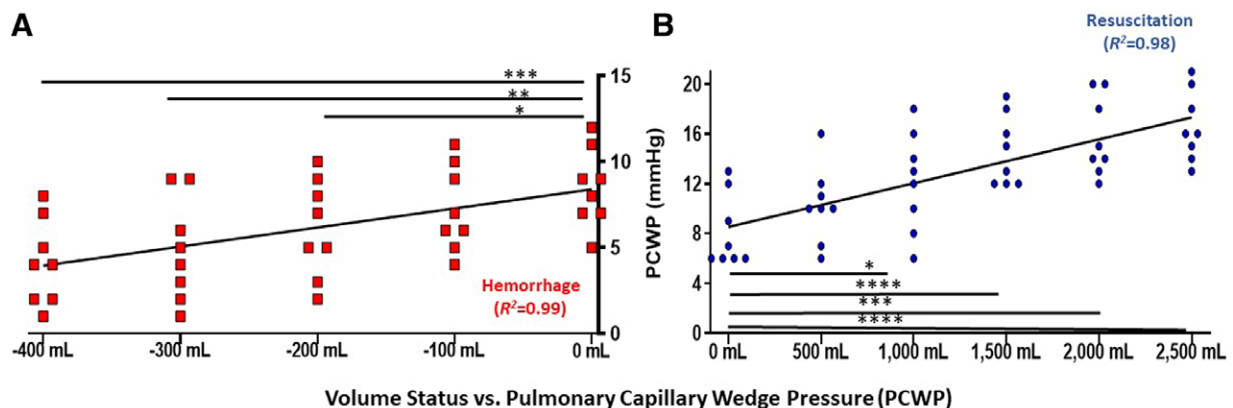 A
***
**
*
15
10
5
0
Hemorrhage
(R²=0.99)
-400 mL
-300 mL
-200 mL
-100 mL
0 mL
B
Resuscitation
(R²=0.98)
PCWP (mmHg)
20
16
12
8
4
0
*
****
***
****
0 mL
500 mL
1,000 mL
1,500 mL
2,000 mL
2,500 mL
Volume Status vs. Pulmonary Capillary Wedge Pressure (PCWP)